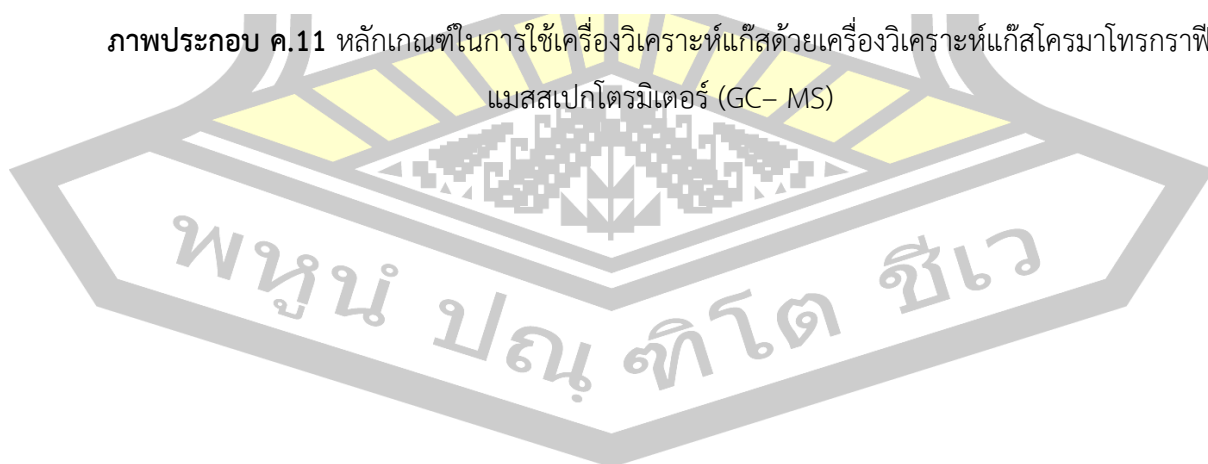 ภาพประกอบ ค.11 หลักเกณฑ์ในการใช้เครื่องวิเคราะห์แก๊สด้วยเครื่องวิเคราะห์แก๊สโครมาโทรกราฟี
แมสสเปกโตรมิเตอร์ (GC– MS)
พหูนํ ปณฺฑิโต ชีเว